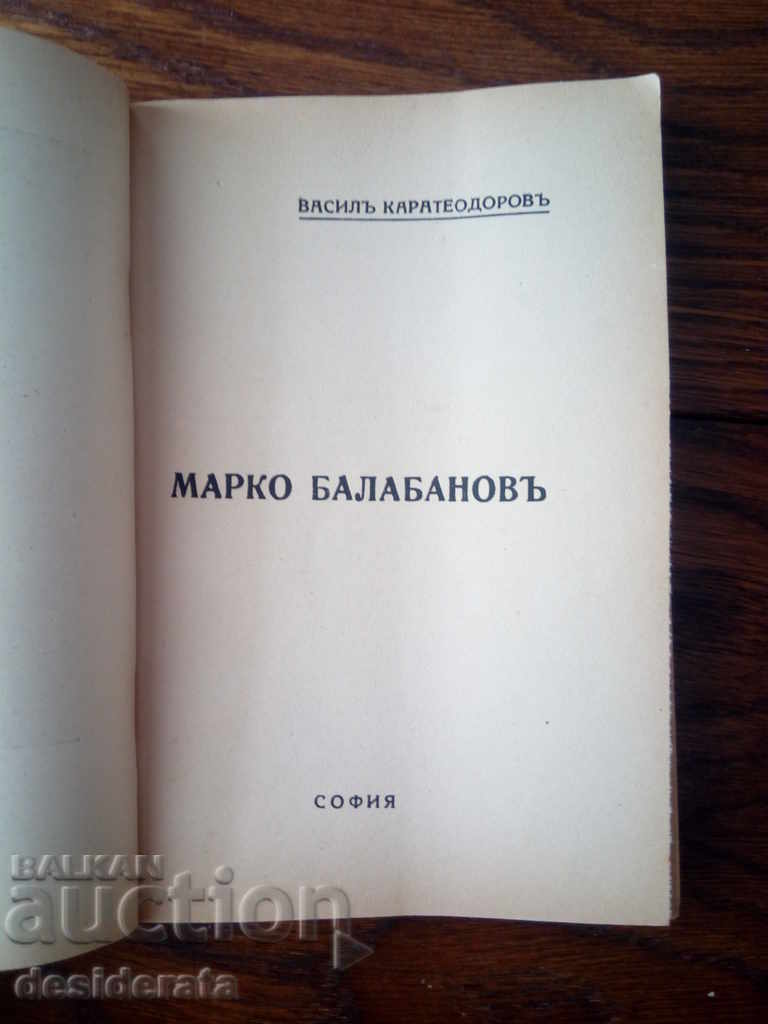 ВАСИЛЪ КАРАТЕОДОРОВЪ
МАРКО БАЛАБАНОВЪ
СОФИЯ
BALKAN
auction
desiderata